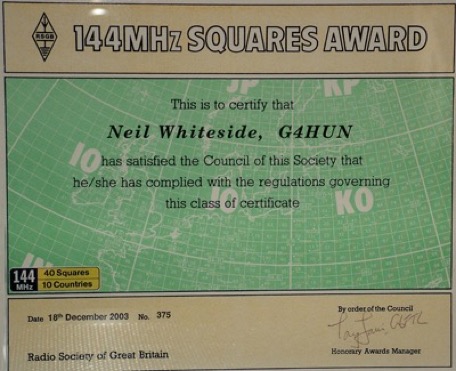 RSGB
144MHz SQUARES AWARD
JP
KP
This is to certify that
Neil Whiteside, G4HUN
IO
has satisfied the Council of this Society that
he/she has complied with the regulations governing
JO
KO
this class of certificate
144
MHz
40 Squares
10 Countries
Date 18th December 2003 No. 375
By order of the Council
Radio Society of Great Britain
Honorary Awards Manager